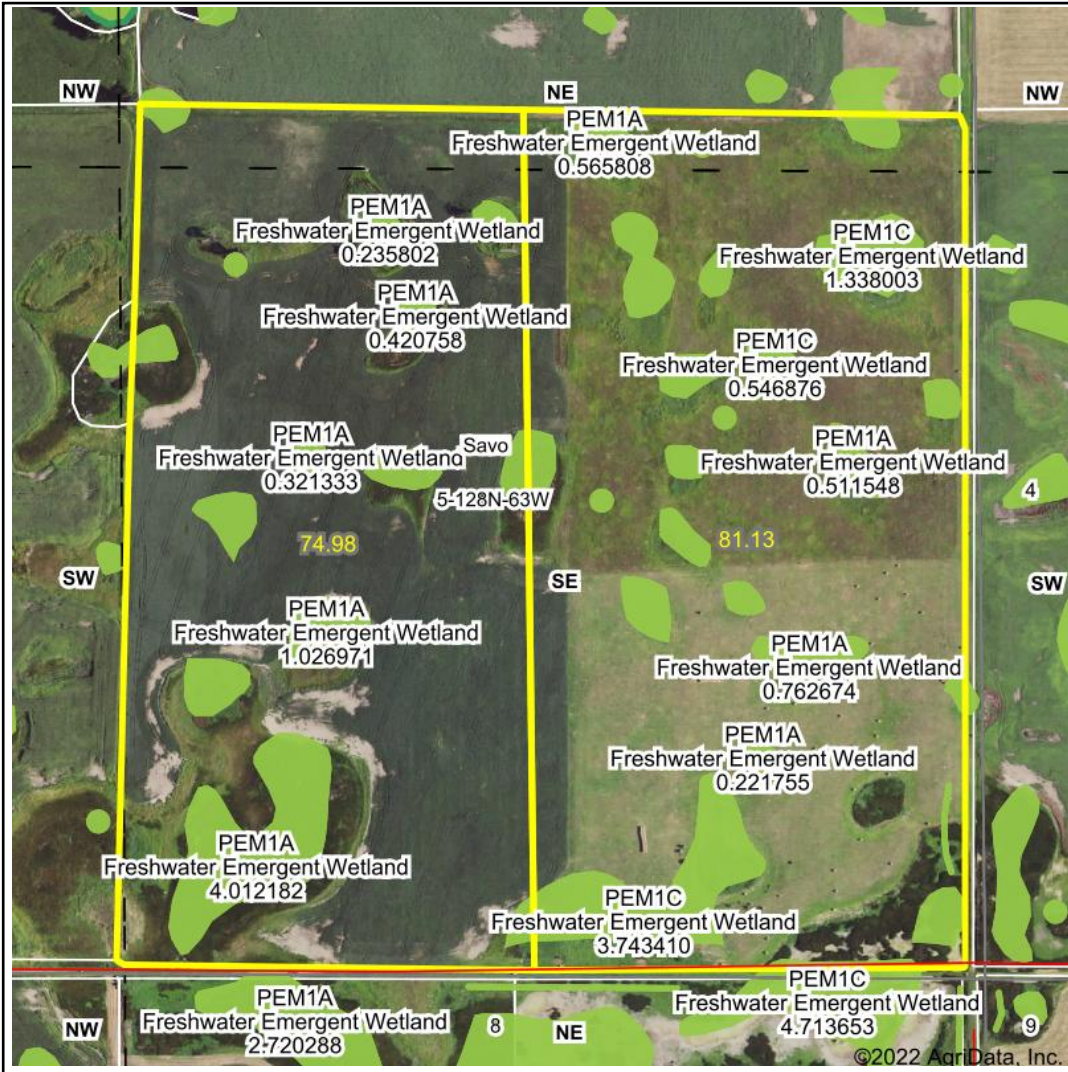 NW
NE
NW
PEM1A
Freshwater Emergent Wetland
0.565808
PEM1A
Freshwater Emergent Wetland
0.235802
PEM1C
Freshwater Emergent Wetland
1.338003
PEM1A
Freshwater Emergent Wetland
0.420758
PEM1C
Freshwater Emergent Wetland
0.546876
PEM1A
Freshwater Emergent Wetland
0.321333
Savo
5-128N-63W
PEM1A
Freshwater Emergent Wetland
0.511548
4
74.98
81.13
SW
SE
SW
PEM1A
Freshwater Emergent Wetland
1.026971
PEM1A
Freshwater Emergent Wetland
0.762674
PEM1A
Freshwater Emergent Wetland
0.221755
PEM1A
Freshwater Emergent Wetland
4.012182
PEM1C
Freshwater Emergent Wetland
3.743410
PEM1A
Freshwater Emergent Wetland
2.720288
PEM1C
Freshwater Emergent Wetland
4.713653
NW
8
NE
9
©2022 AgriData, Inc.